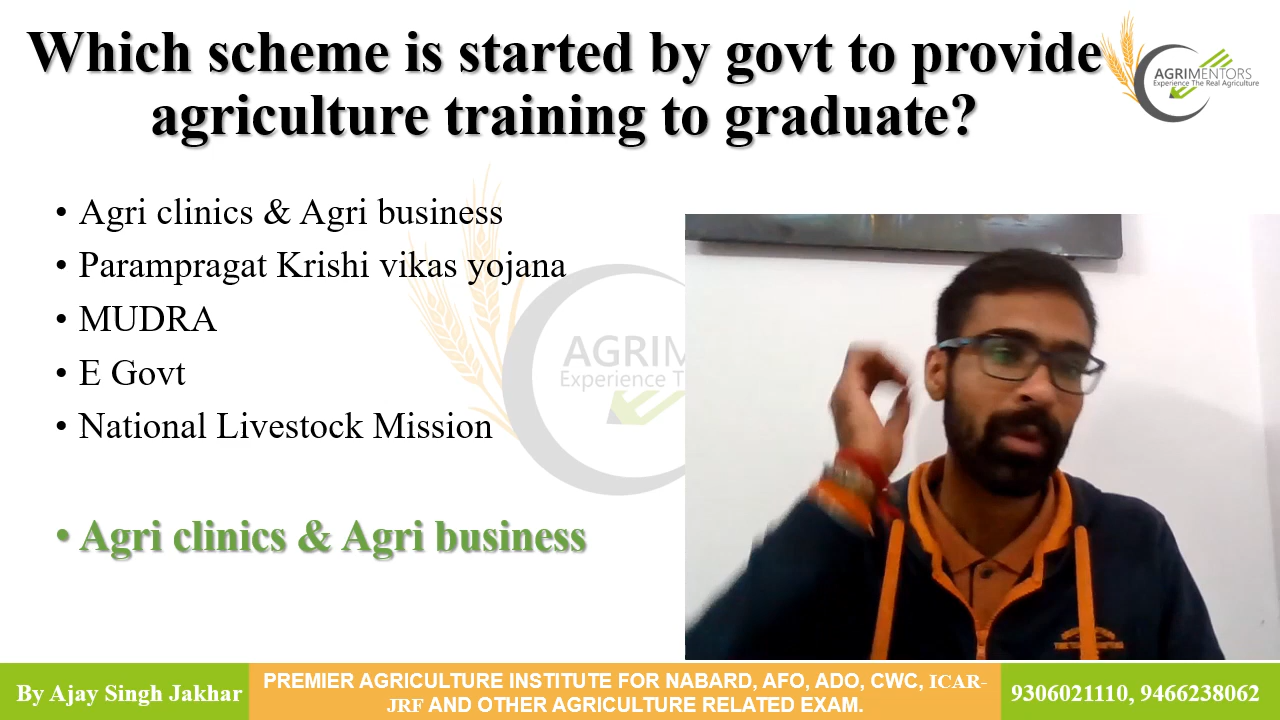 Which scheme is started by govt to provide
agriculture training to graduate?
AGRIMENTORS
Experience The Real Agriculture
• Agri clinics & Agri business
• Parampragat Krishi vikas yojana
• MUDRA
• E Govt
• National Livestock Mission
AGRIM
Experience T
• Agri clinics & Agri business
By Ajay Singh Jakhar
PREMIER AGRICULTURE INSTITUTE FOR NABARD, AFO, ADO, CWC, ICAR-
JRF AND OTHER AGRICULTURE RELATED EXAM.
9306021110, 9466238062